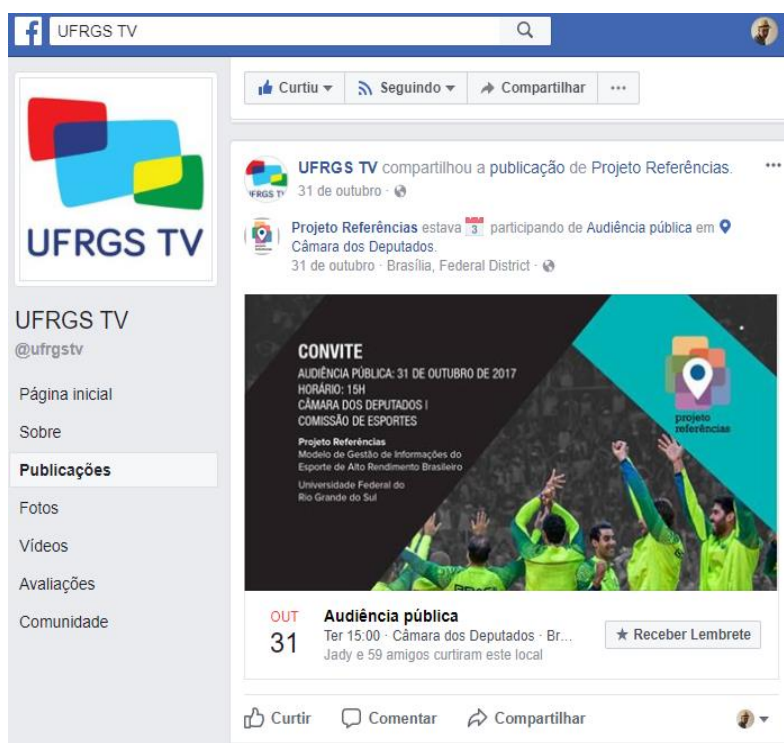 UFRGS TV
Curtiu
Seguindo
Compartilhar
UFRGS TV
UFRGS TV
@ufrgstv
Página inicial
Sobre
Publicações
Fotos
Vídeos
Avaliações
Comunidade
UFRGS TV compartilhou a publicação de Projeto Referências.
31 de outubro ·
Projeto Referências estava 3 participando de Audiência pública em
Câmara dos Deputados.
31 de outubro · Brasília, Federal District ·
CONVITE
AUDIÊNCIA PÚBLICA: 31 DE OUTUBRO DE 2017
HORÁRIO: 15H
CÂMARA DOS DEPUTADOS |
COMISSÃO DE ESPORTES
Projeto Referências
Modelo de Gestão de Informações do
Esporte de Alto Rendimento Brasileiro
Universidade Federal do
Rio Grande do Sul
projeto
referências
OUT
31
Audiência pública
Ter 15:00 · Câmara dos Deputados · Br...
Jady e 59 amigos curtiram este local
Receber Lembrete
Curtir
Comentar
Compartilhar